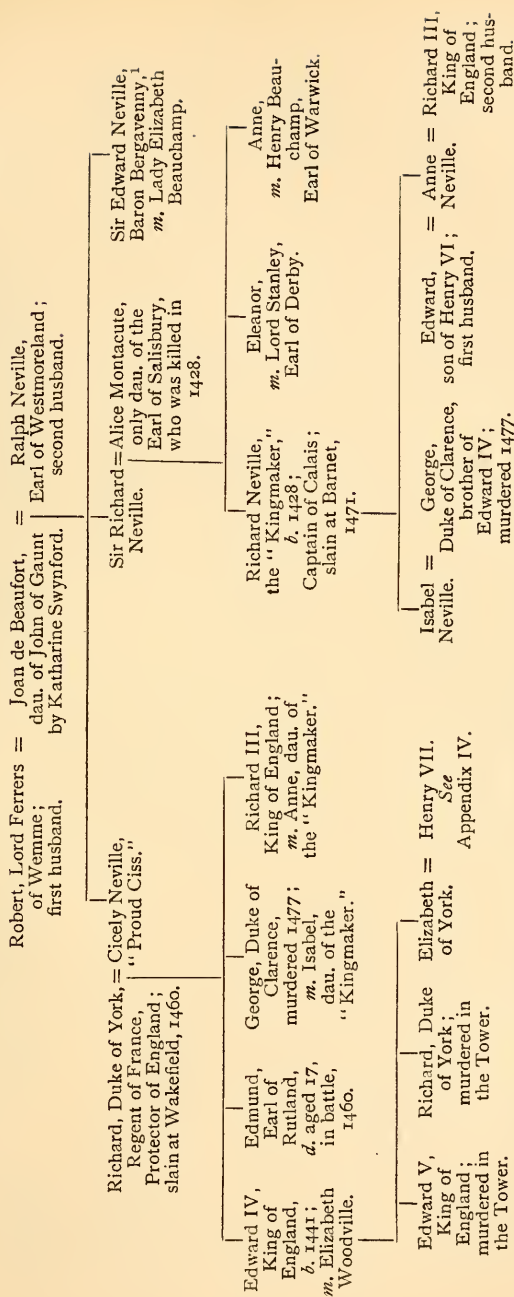 Robert, Lord Ferrers
of Wemme;
first husband.
=
Joan de Beaufort,
dau. of John of Gaunt
by Katharine Swynford.
=
Ralph Neville,
Earl of Westmoreland;
second husband.
Richard, Duke of York,
Regent of France,
Protector of England;
slain at Wakefield, 1460.
= Cicely Neville,
"Proud Ciss."
Sir Richard
Neville.
= Alice Montacute,
only dau. of the
Earl of Salisbury,
who was killed in
1428.
Sir Edward Neville,
Baron Bergavenny,¹
m. Lady Elizabeth
Beauchamp.
Edward IV,
King of
England,
b. 1441;
m. Elizabeth
Woodville.
Edmund,
Earl of
Rutland,
d. aged 17,
in battle,
1460.
George, Duke of
Clarence,
murdered 1477;
m. Isabel,
dau. of the
"Kingmaker."
Richard III,
King of England;
m. Anne, dau. of
the "Kingmaker."
Richard Neville,
the "Kingmaker,"
b. 1428;
Captain of Calais;
slain at Barnet,
1471.
Eleanor,
m. Lord Stanley,
Earl of Derby.
Anne,
m. Henry Beau-
champ,
Earl of Warwick.
Edward V,
King of
England;
murdered in
the Tower.
Richard, Duke
of York;
murdered in
the Tower.
Elizabeth
of York.
=
Henry VII.
See
Appendix IV.
Isabel
Neville.
=
George,
Duke of Clarence,
brother of
Edward IV;
murdered 1477.
Edward,
son of Henry VI;
first husband.
=
Anne
Neville.
=
Richard III,
King of
England;
second hus-
band.